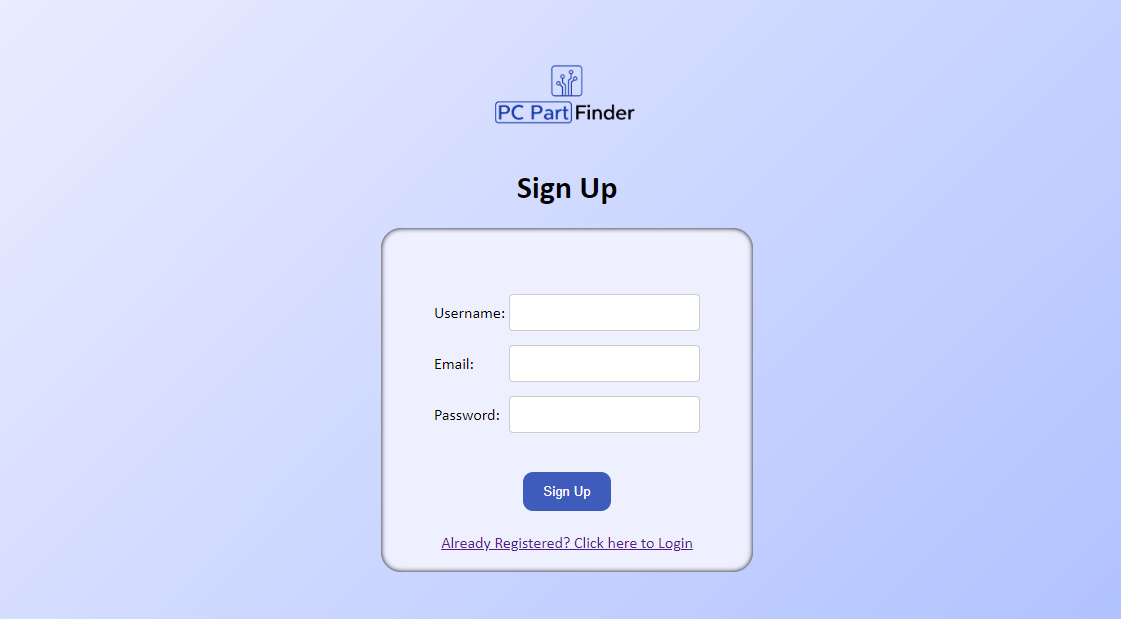 PC Part Finder
Sign Up
Username:
Email:
Password:
Sign Up
Already Registered? Click here to Login